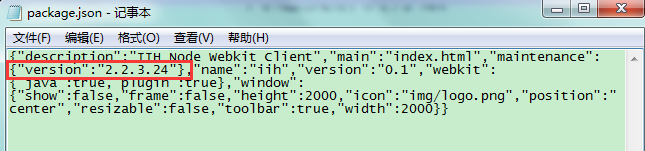 package.json - 记事本
文件(F) 编辑(E) 格式(O) 查看(V) 帮助(H)
{"description":"IIH Node Webkit Client","main":"index.html","maintenance":
{"version":"2.2.3.24"},"name":"iih","version":"0.1","webkit":
{"java":true,"plugin":true},"window":
{"show":false,"frame":false,"height":2000,"icon":"img/logo.png","position":"
center","resizable":false,"toolbar":true,"width":2000}}